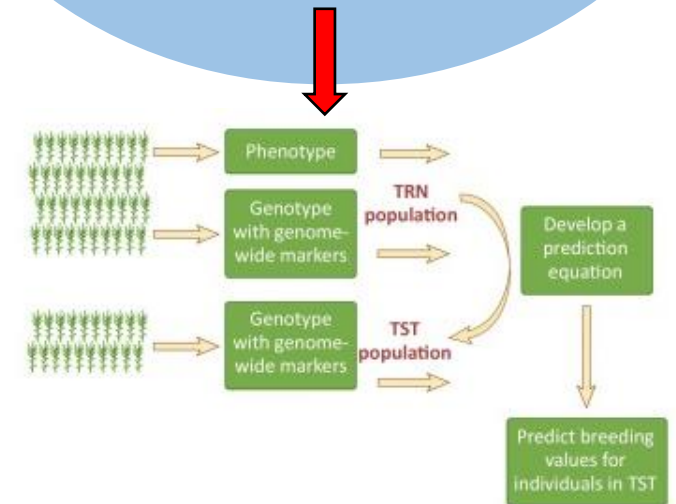 Phenotype
Genotype
with genome-
wide markers
TRN
population
Develop a
prediction
equation
Genotype
with genome-
wide markers
TST
population
Predict breeding
values for
individuals in TST